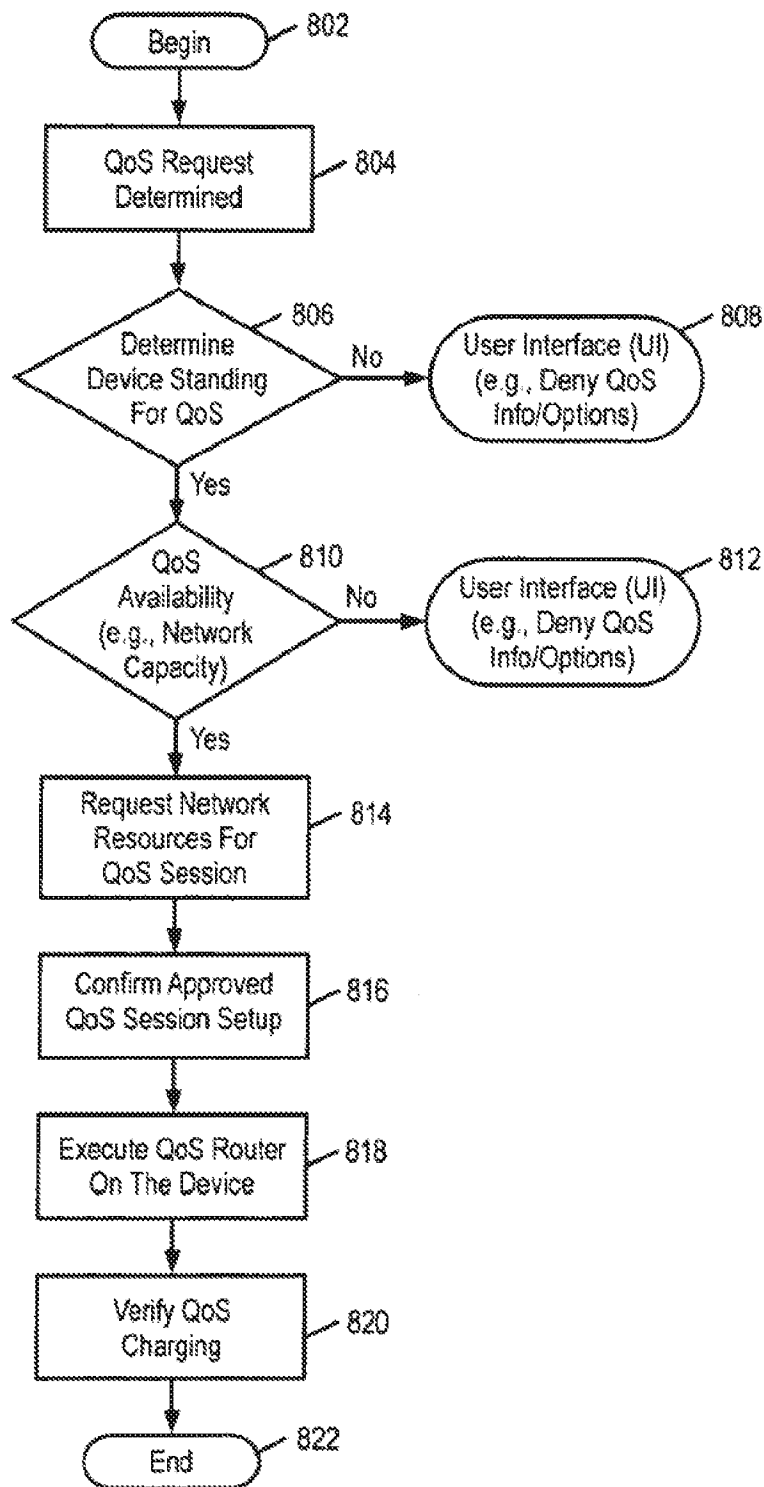 Begin
802
QoS Request
Determined
804
Determine
Device Standing
For QoS
806
No
User Interface (UI)
(e.g., Deny QoS
Info/Options)
808
Yes
QoS
Availability
(e.g., Network
Capacity)
810
No
User Interface (UI)
(e.g., Deny QoS
Info/Options)
812
Yes
Request Network
Resources For
QoS Session
814
Confirm Approved
QoS Session Setup
816
Execute QoS Router
On The Device
818
Verify QoS
Charging
820
End
822